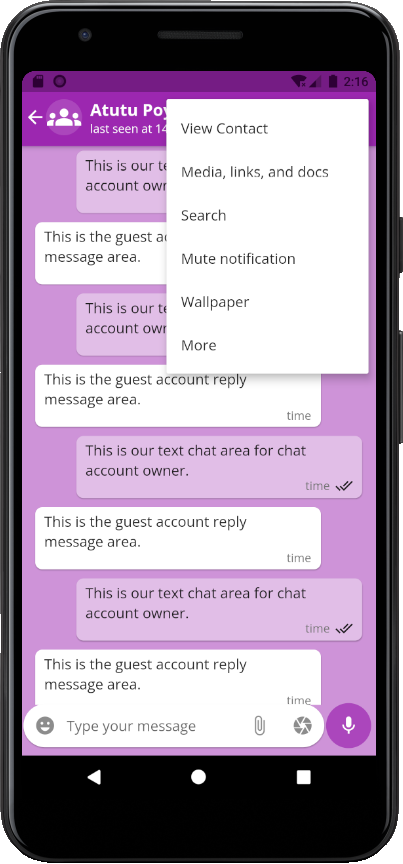 2:16
Atutu Poy
last seen at 14
View Contact
Media, links, and docs
Search
Mute notification
Wallpaper
More
This is our te
account own
This is the guest ac
message area.
This is our te
account own
This is the guest account reply
message area.
time
This is our text chat area for chat
account owner.
time
This is the guest account reply
message area.
time
This is our text chat area for chat
account owner.
time
This is the guest account reply
message area.
time
Type your message